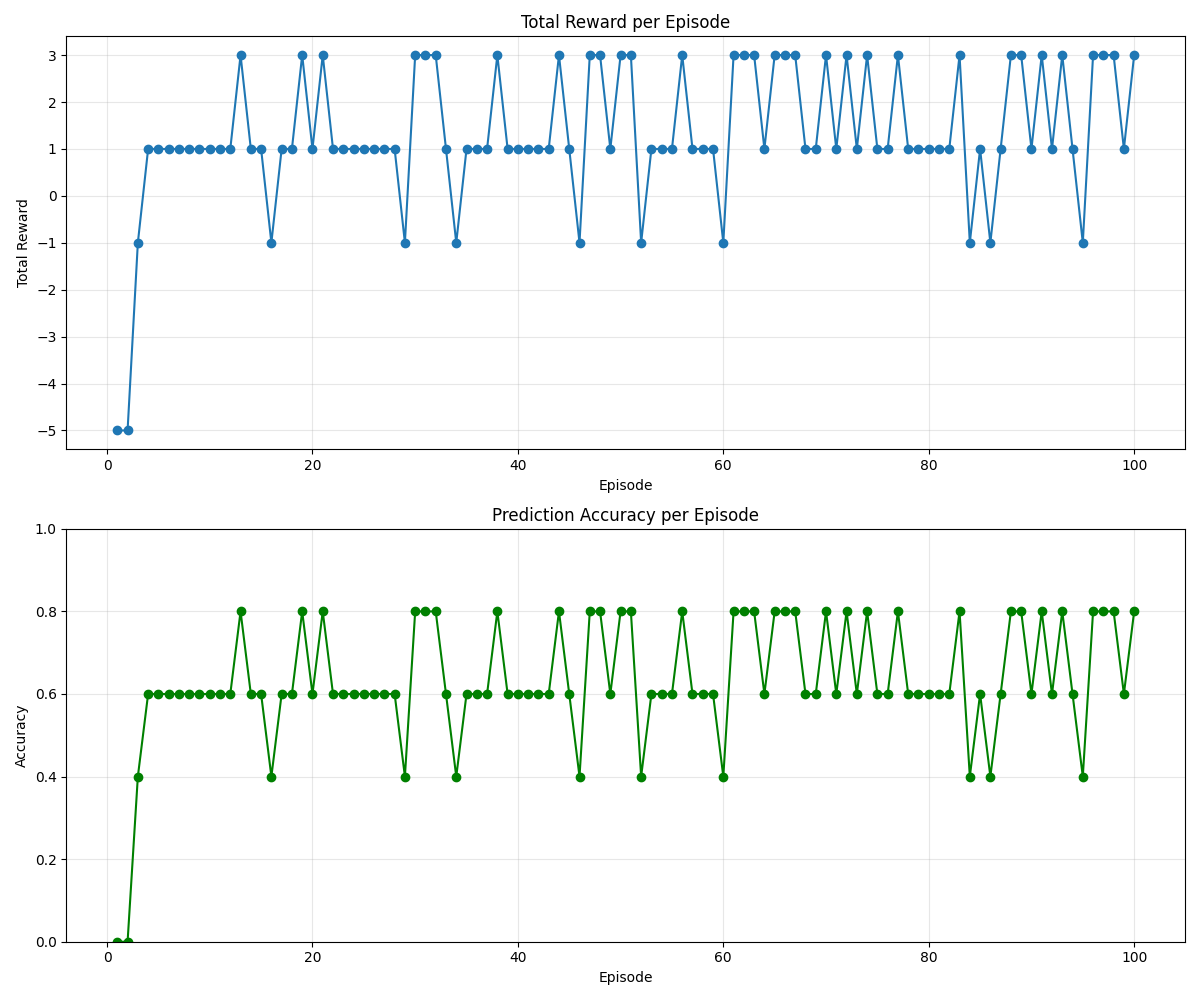 Total Reward per Episode
3
2
1
0
−1
−2
−3
−4
−5
Total Reward
0 20 40 60 80 100
Episode
Prediction Accuracy per Episode
1.0
0.8
0.6
0.4
0.2
0.0
Accuracy
0 20 40 60 80 100
Episode